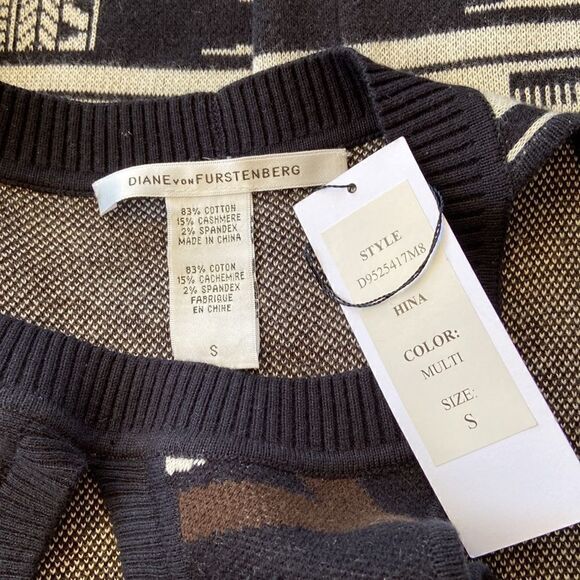 DIANE VON FURSTENBERG
83% COTTON
15% CASHMERE
2% SPANDEX
MADE IN CHINA
83% COTON
15% CACHEMIRE
2% SPANDEX
FABRIQUE
EN CHINE
S
STYLE
D9525417M8
HINA
COLOR:
MULTI
SIZE:
S